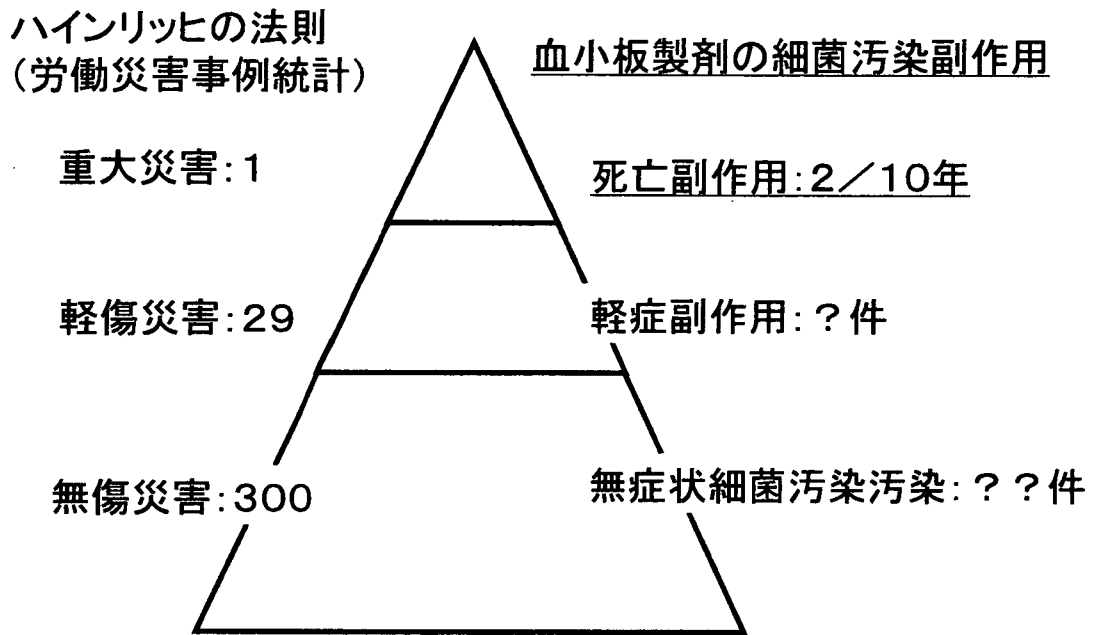 ハインリッヒの法則
（労働災害事例統計）
血小板製剤の細菌汚染副作用
重大災害：1
死亡副作用：2／10年
軽傷災害：29
軽症副作用：？件
無傷災害：300
無症状細菌汚染汚染：？？件